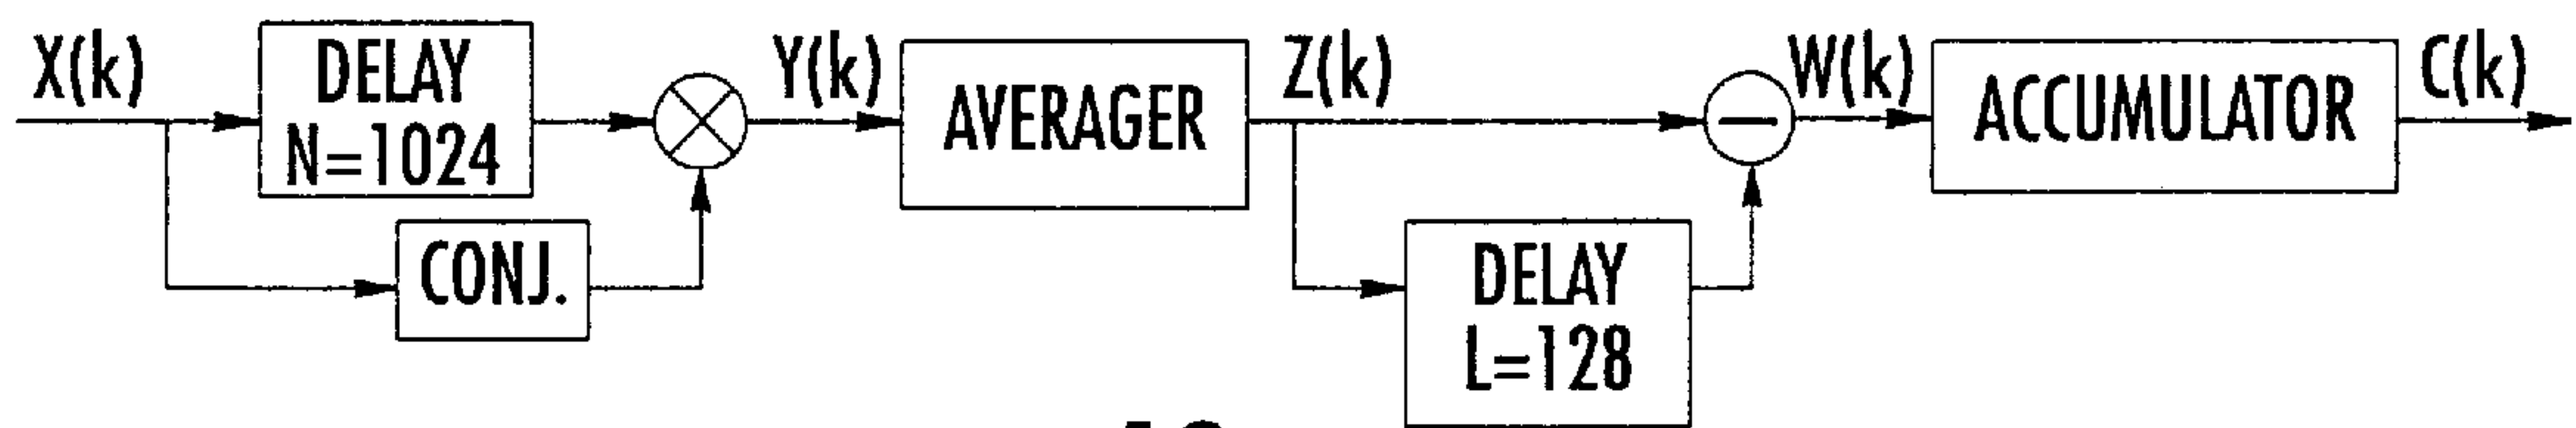 X(k)
DELAY
N=1024
Y(k)
AVERAGER
Z(k)
W(k)
ACCUMULATOR
C(k)
CONJ.
DELAY
L=128